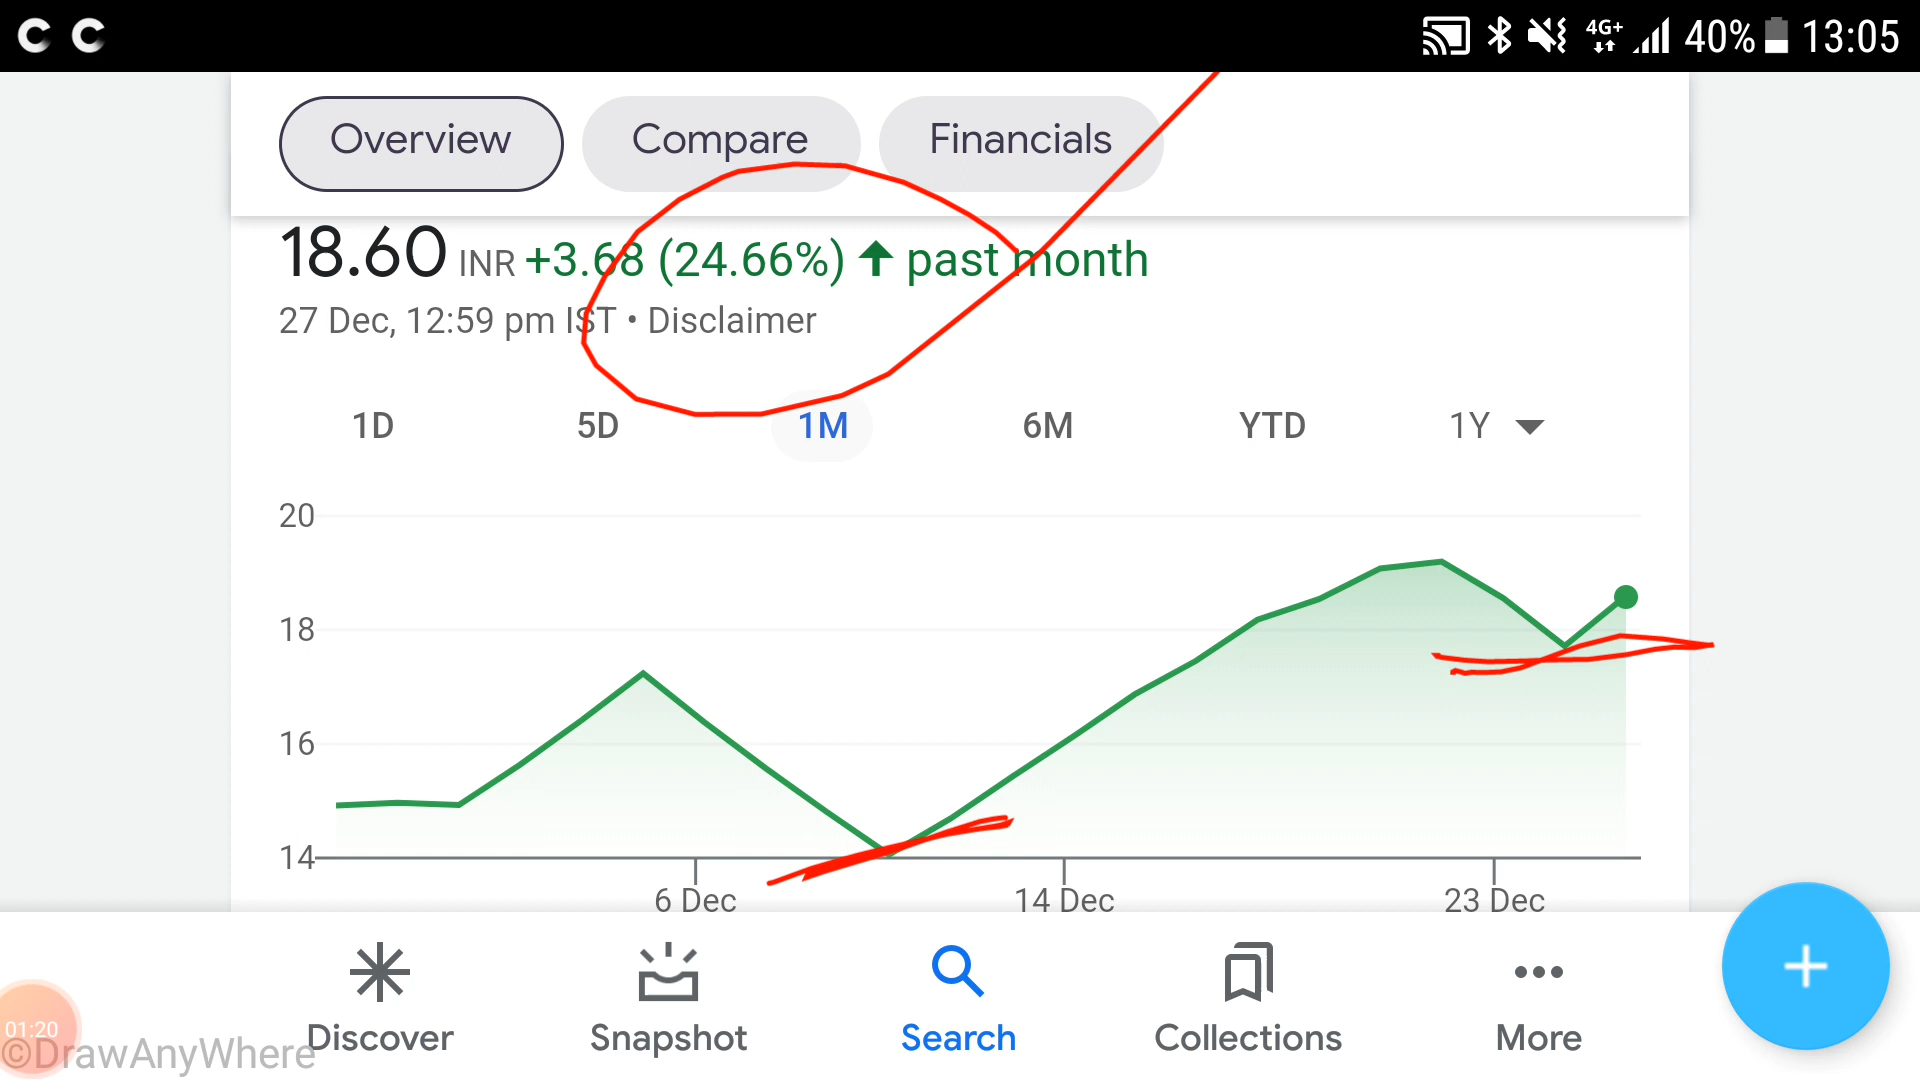 4G+ 40% 13:05
Overview Compare Financials
18.60 INR +3.68 (24.66%) ↑ past month
27 Dec, 12:59 pm IST • Disclaimer
1D 5D 1M 6M YTD 1Y
20
18
16
14
6 Dec 14 Dec 23 Dec
Discover Snapshot Search Collections More
01:20
©DrawAnyWhere